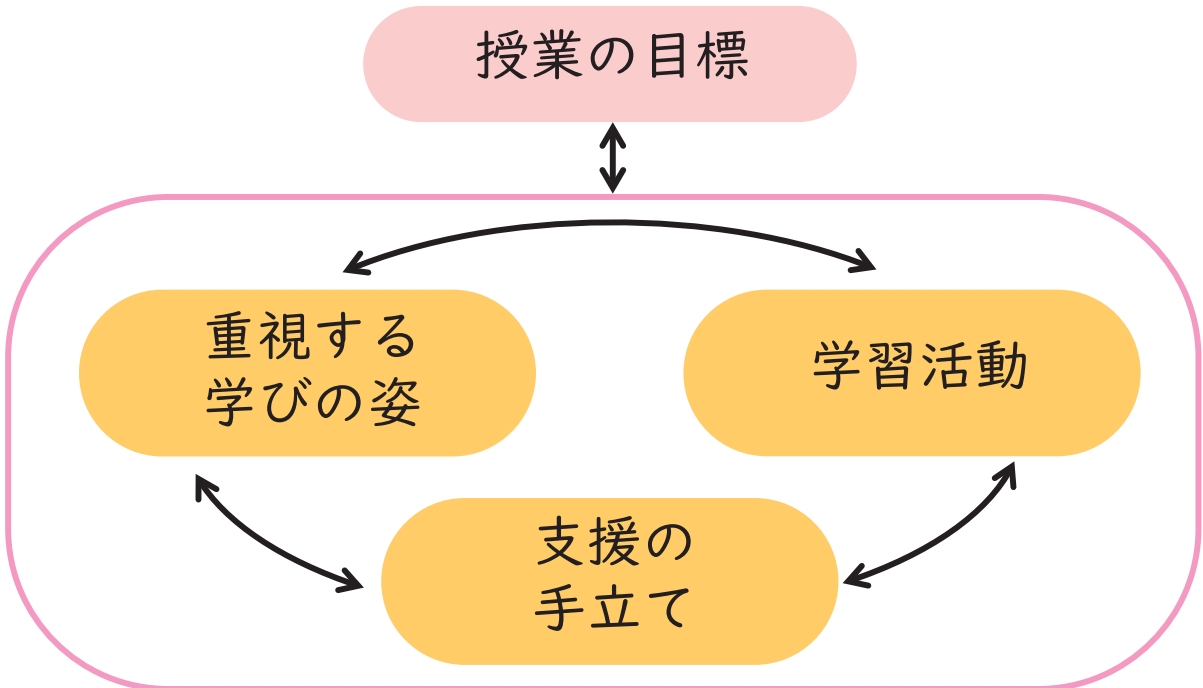 授業の目標
重視する
学びの姿
学習活動
支援の
手立て